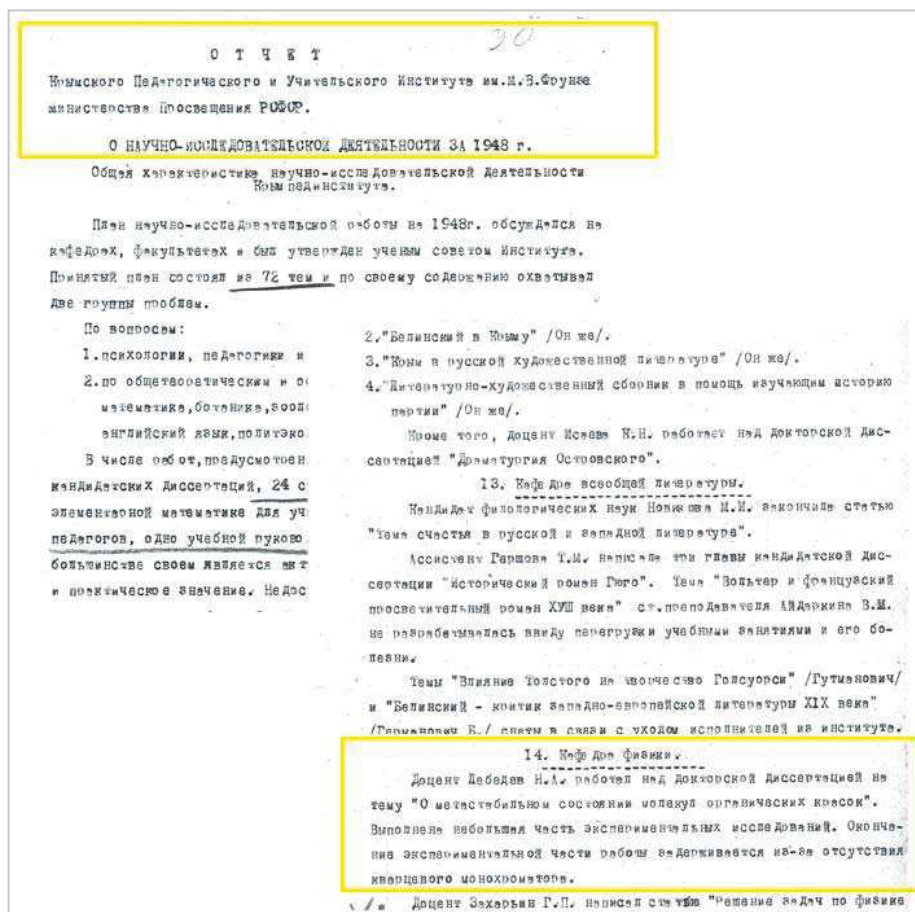 30
О Т Ч Е Т
Крымского Педагогического и Учительского Института им.М.В.Фрунзе
министерства Просвещения РСФСР.
О НАУЧНО-ИССЛЕДОВАТЕЛЬСКОЙ ДЕЯТЕЛЬНОСТИ ЗА 1948 г.
Общая характеристика научно-исследовательской деятельности
Крымпединститута.
План научно-исследовательской работы на 1948г. обсуждался на
кафедрах, факультетах и был утвержден ученым советом Института.
Принятый план состоял из 72 тем и по своему содержанию охватывал
две группы проблем.
По вопросам:
1.психологии, педагогики и
2.по общетеоретическим и
математика,ботаника,зооло
английский язык,политэко
В числе работ,предусмотрен
кандидатских диссертаций, 24 с
элементарной математике для уч
педагогов, одно учебной руково
большинстве своем является акт
и практическое значение. Недос
2."Белинский в Крыму" /Он же/.
3."Крым в русской художественной литературе" /Он же/.
4."Литературно-художественный сборник в помощь изучающим историю
партии" /Он же/.
Кроме того, доцент Исаева К.Н. работает над докторской дис-
сертацией "Драматургия Островского".
13. Кафедра всеобщей литературы.
Кандидат филологических наук Новикова М.И. закончила статью
"Тема счастья в русской и западной литературе".
Ассистент Гершова Т.М. написала три главы кандидатской дис-
сертации "Исторический роман Гюго". Тема "Вольтер и французский
просветительный роман ХУШ века" ст.преподавателя Айдаркина В.М.
не разрабатывалась ввиду перегрузки учебными занятиями и его бо-
лезни.
Темы "Влияние Толстого на творчество Голсуорси" /Гутманович/
и "Белинский - критик западно-европейской литературы XIX века"
/Германович Б./ сняты в связи с уходом исполнителей из института.
14. Кафедра физики.
Доцент Лебедев Н.А. работал над докторской диссертацией на
тему "О метастабильном состоянии молекул органических красок".
Выполнена небольшая часть экспериментальных исследований. Оконча-
ние экспериментальной части работы задерживается из-за отсутствия
кварцевого монохроматора.
Доцент Захарьин Г.П. написал статью "Решение задач по физике